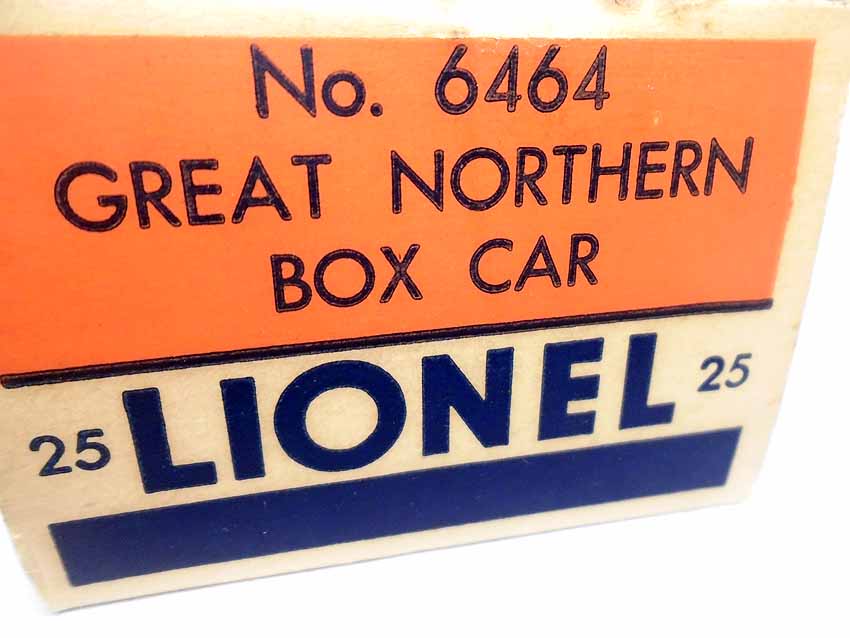 No. 6464
GREAT NORTHERN
BOX CAR
25 LIONEL 25